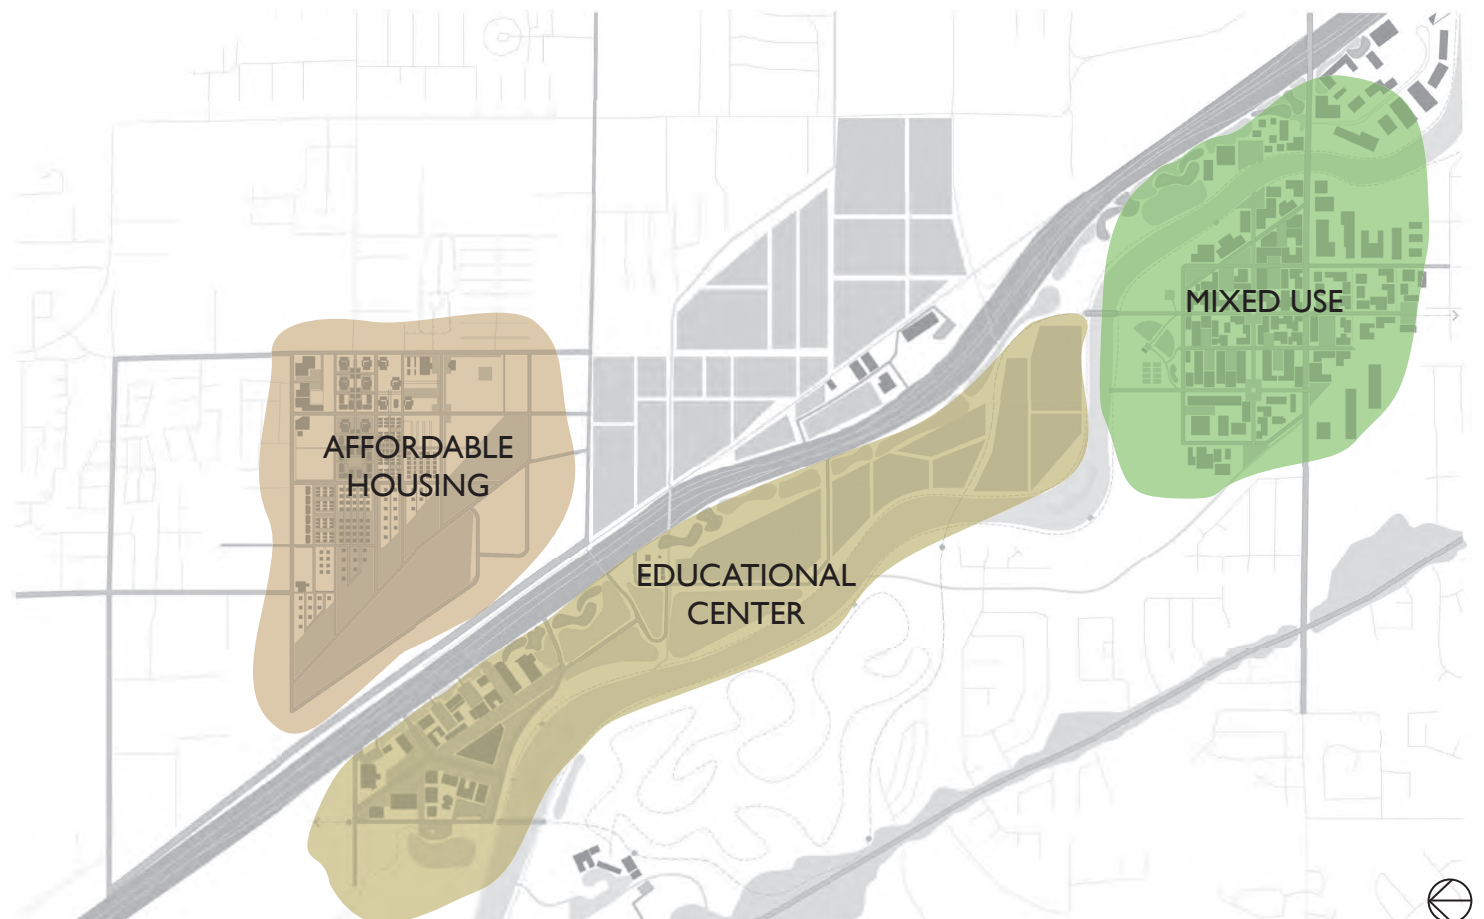 MIXED USE
AFFORDABLE
HOUSING
EDUCATIONAL
CENTER